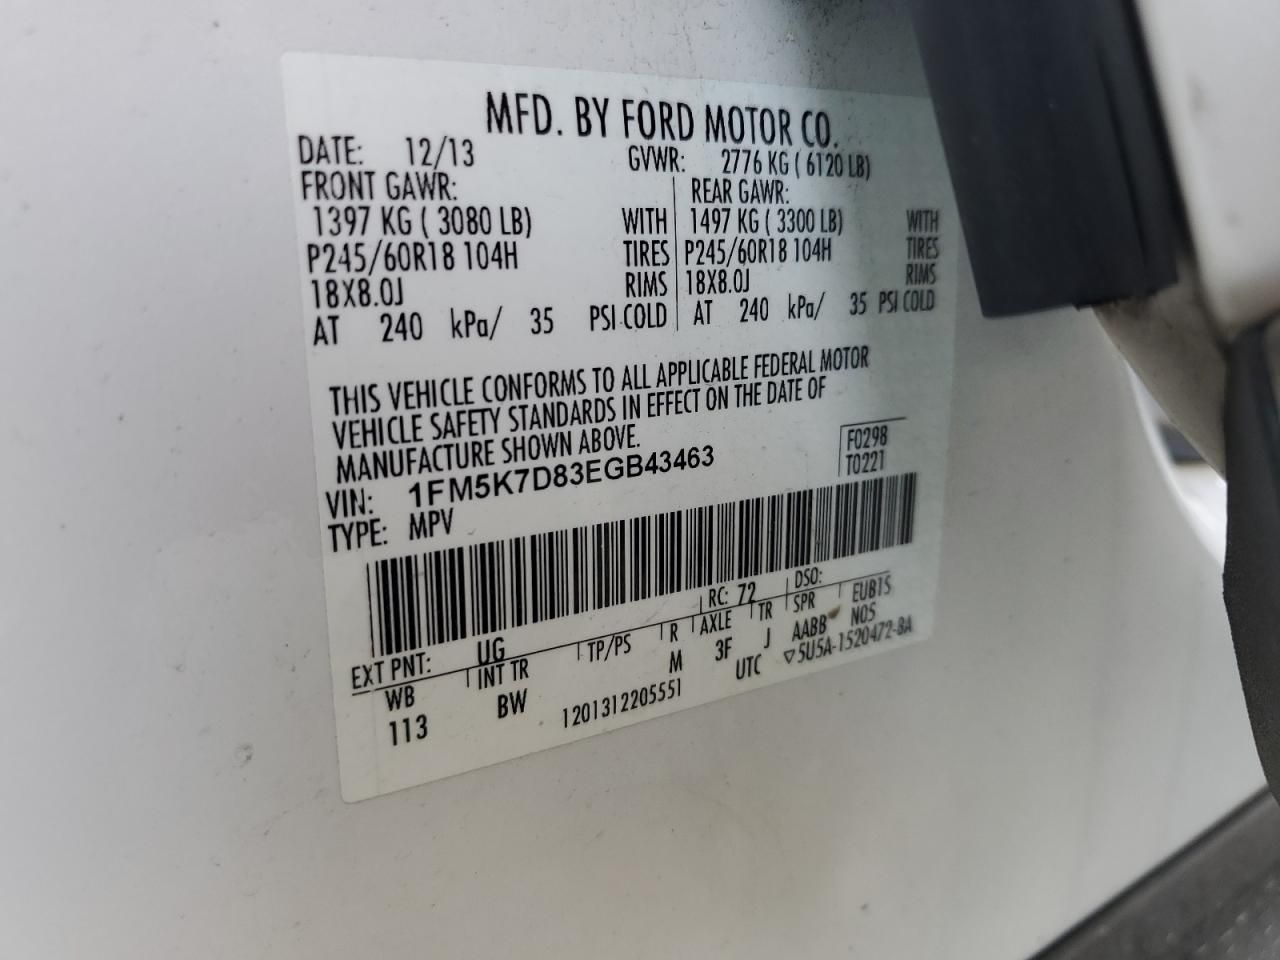 MFD. BY FORD MOTOR CO.
DATE: 12/13 GVWR: 2776 KG ( 6120 LB)
FRONT GAWR: REAR GAWR:
1397 KG ( 3080 LB) WITH 1497 KG ( 3300 LB) WITH
P245/60R18 104H TIRES P245/60R18 104H TIRES
18X8.0J RIMS 18X8.0J RIMS
AT 240 kPa/ 35 PSI COLD AT 240 kPa/ 35 PSI COLD
THIS VEHICLE CONFORMS TO ALL APPLICABLE FEDERAL MOTOR
VEHICLE SAFETY STANDARDS IN EFFECT ON THE DATE OF
MANUFACTURE SHOWN ABOVE.
F0298
T0221
VIN: 1FM5K7D83EGB43463
TYPE: MPV
EXT PNT: UG RC: 72 DSO:
WB INT TR TP/PS R AXLE TR SPR EUB1S
113 BW M 3F J AABB N0S
1201312205551 UTC ▽5U5A-1520472-BA